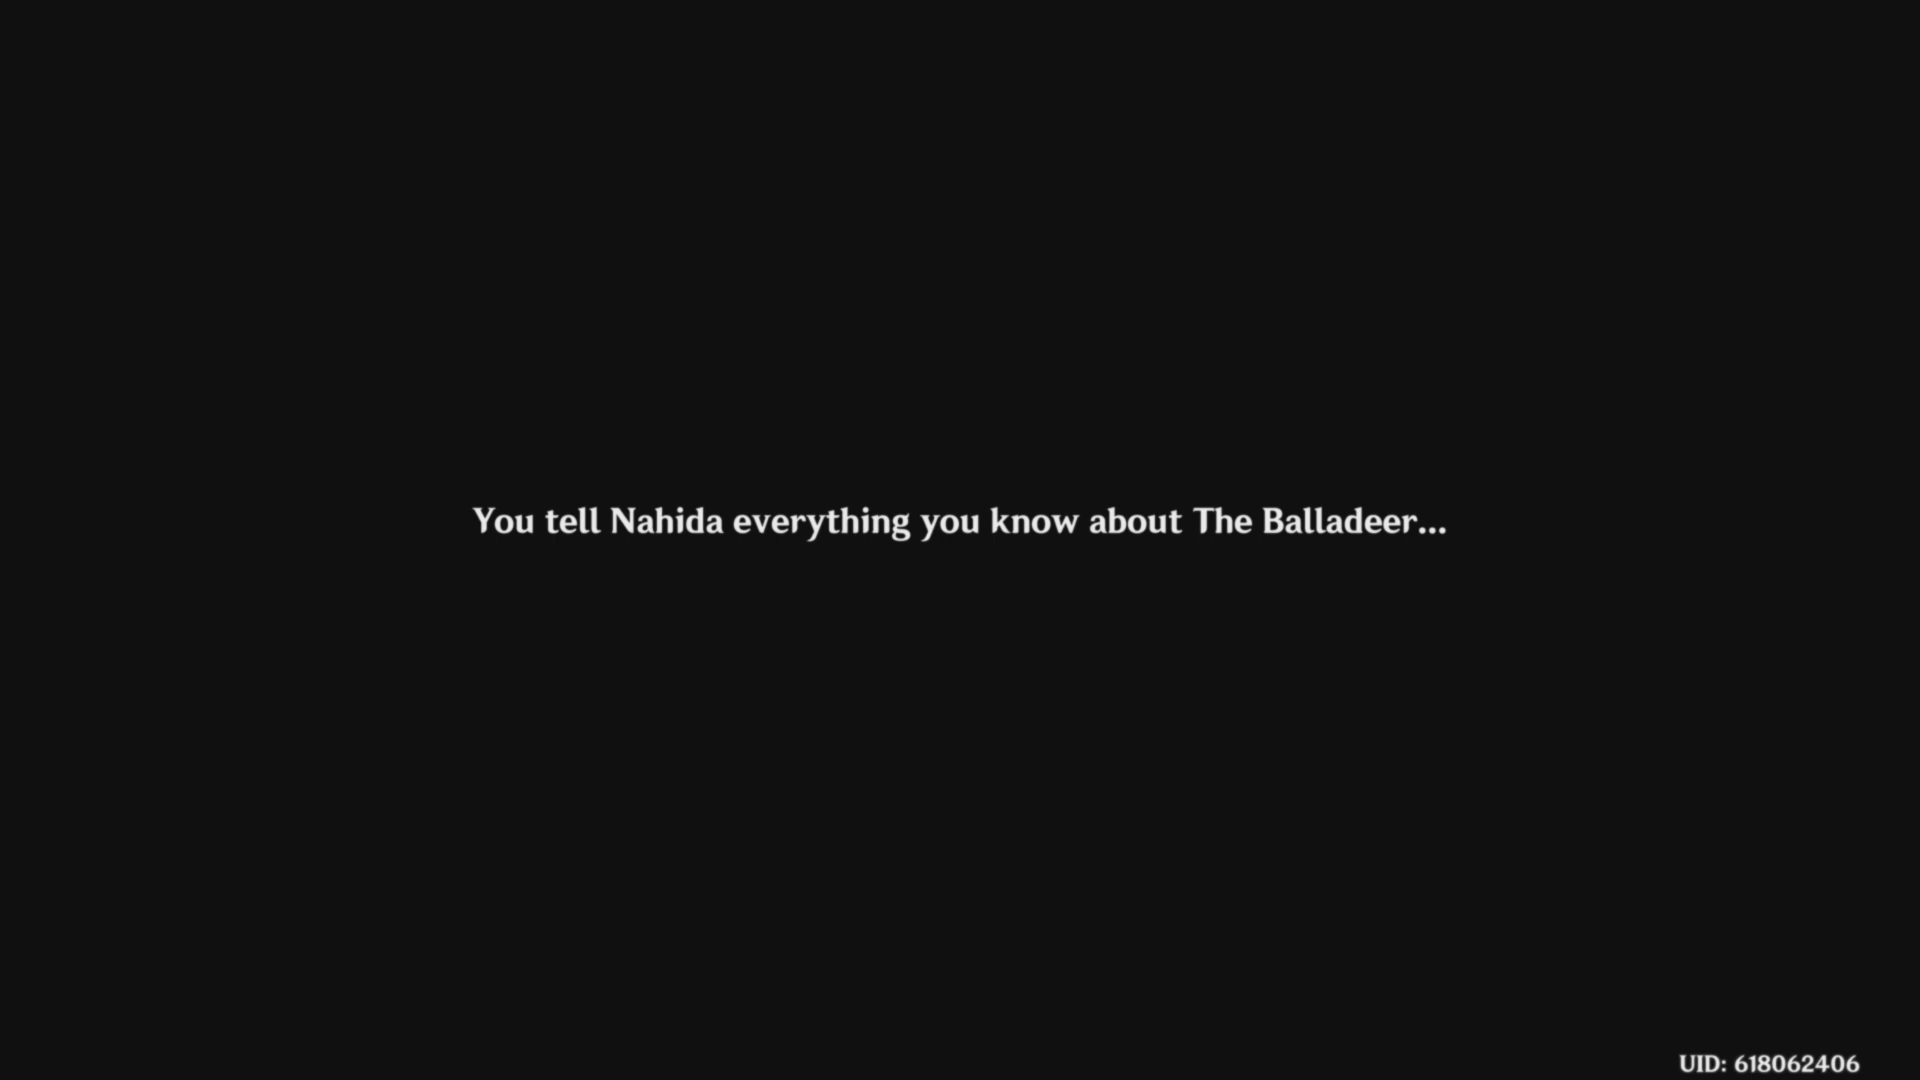 You tell Nahida everything you know about The Balladeer...
UID: 618062406